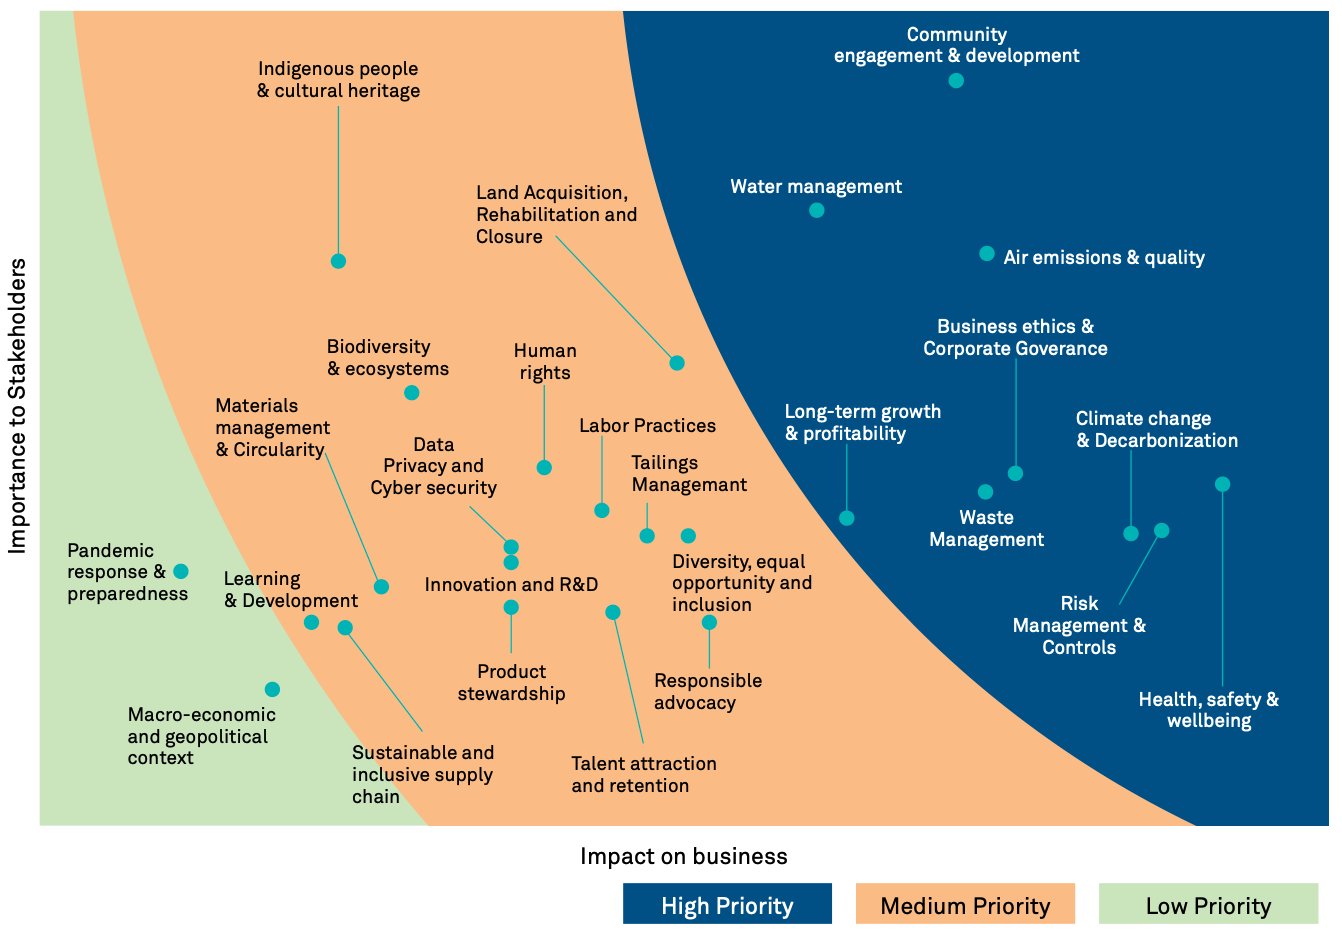 Community
engagement & development
Indigenous people
& cultural heritage
Water management
Land Acquisition,
Rehabilitation and
Closure
Air emissions & quality
Business ethics &
Corporate Goverance
Biodiversity
& ecosystems
Human
rights
Materials
management
& Circularity
Long-term growth
& profitability
Climate change
& Decarbonization
Labor Practices
Data
Privacy and
Cyber security
Tailings
Managemant
Waste
Management
Pandemic
response &
preparedness
Learning
& Development
Innovation and R&D
Diversity, equal
opportunity and
inclusion
Risk
Management &
Controls
Product
stewardship
Responsible
advocacy
Health, safety &
wellbeing
Macro-economic
and geopolitical
context
Sustainable and
inclusive supply
chain
Talent attraction
and retention
Importance to Stakeholders
Impact on business
High Priority
Medium Priority
Low Priority